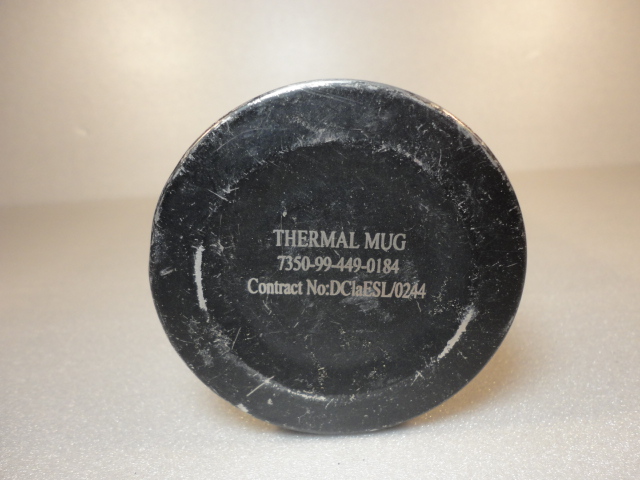 THERMAL MUG
7350-99-449-0184
Contract No:DClaESL/0244